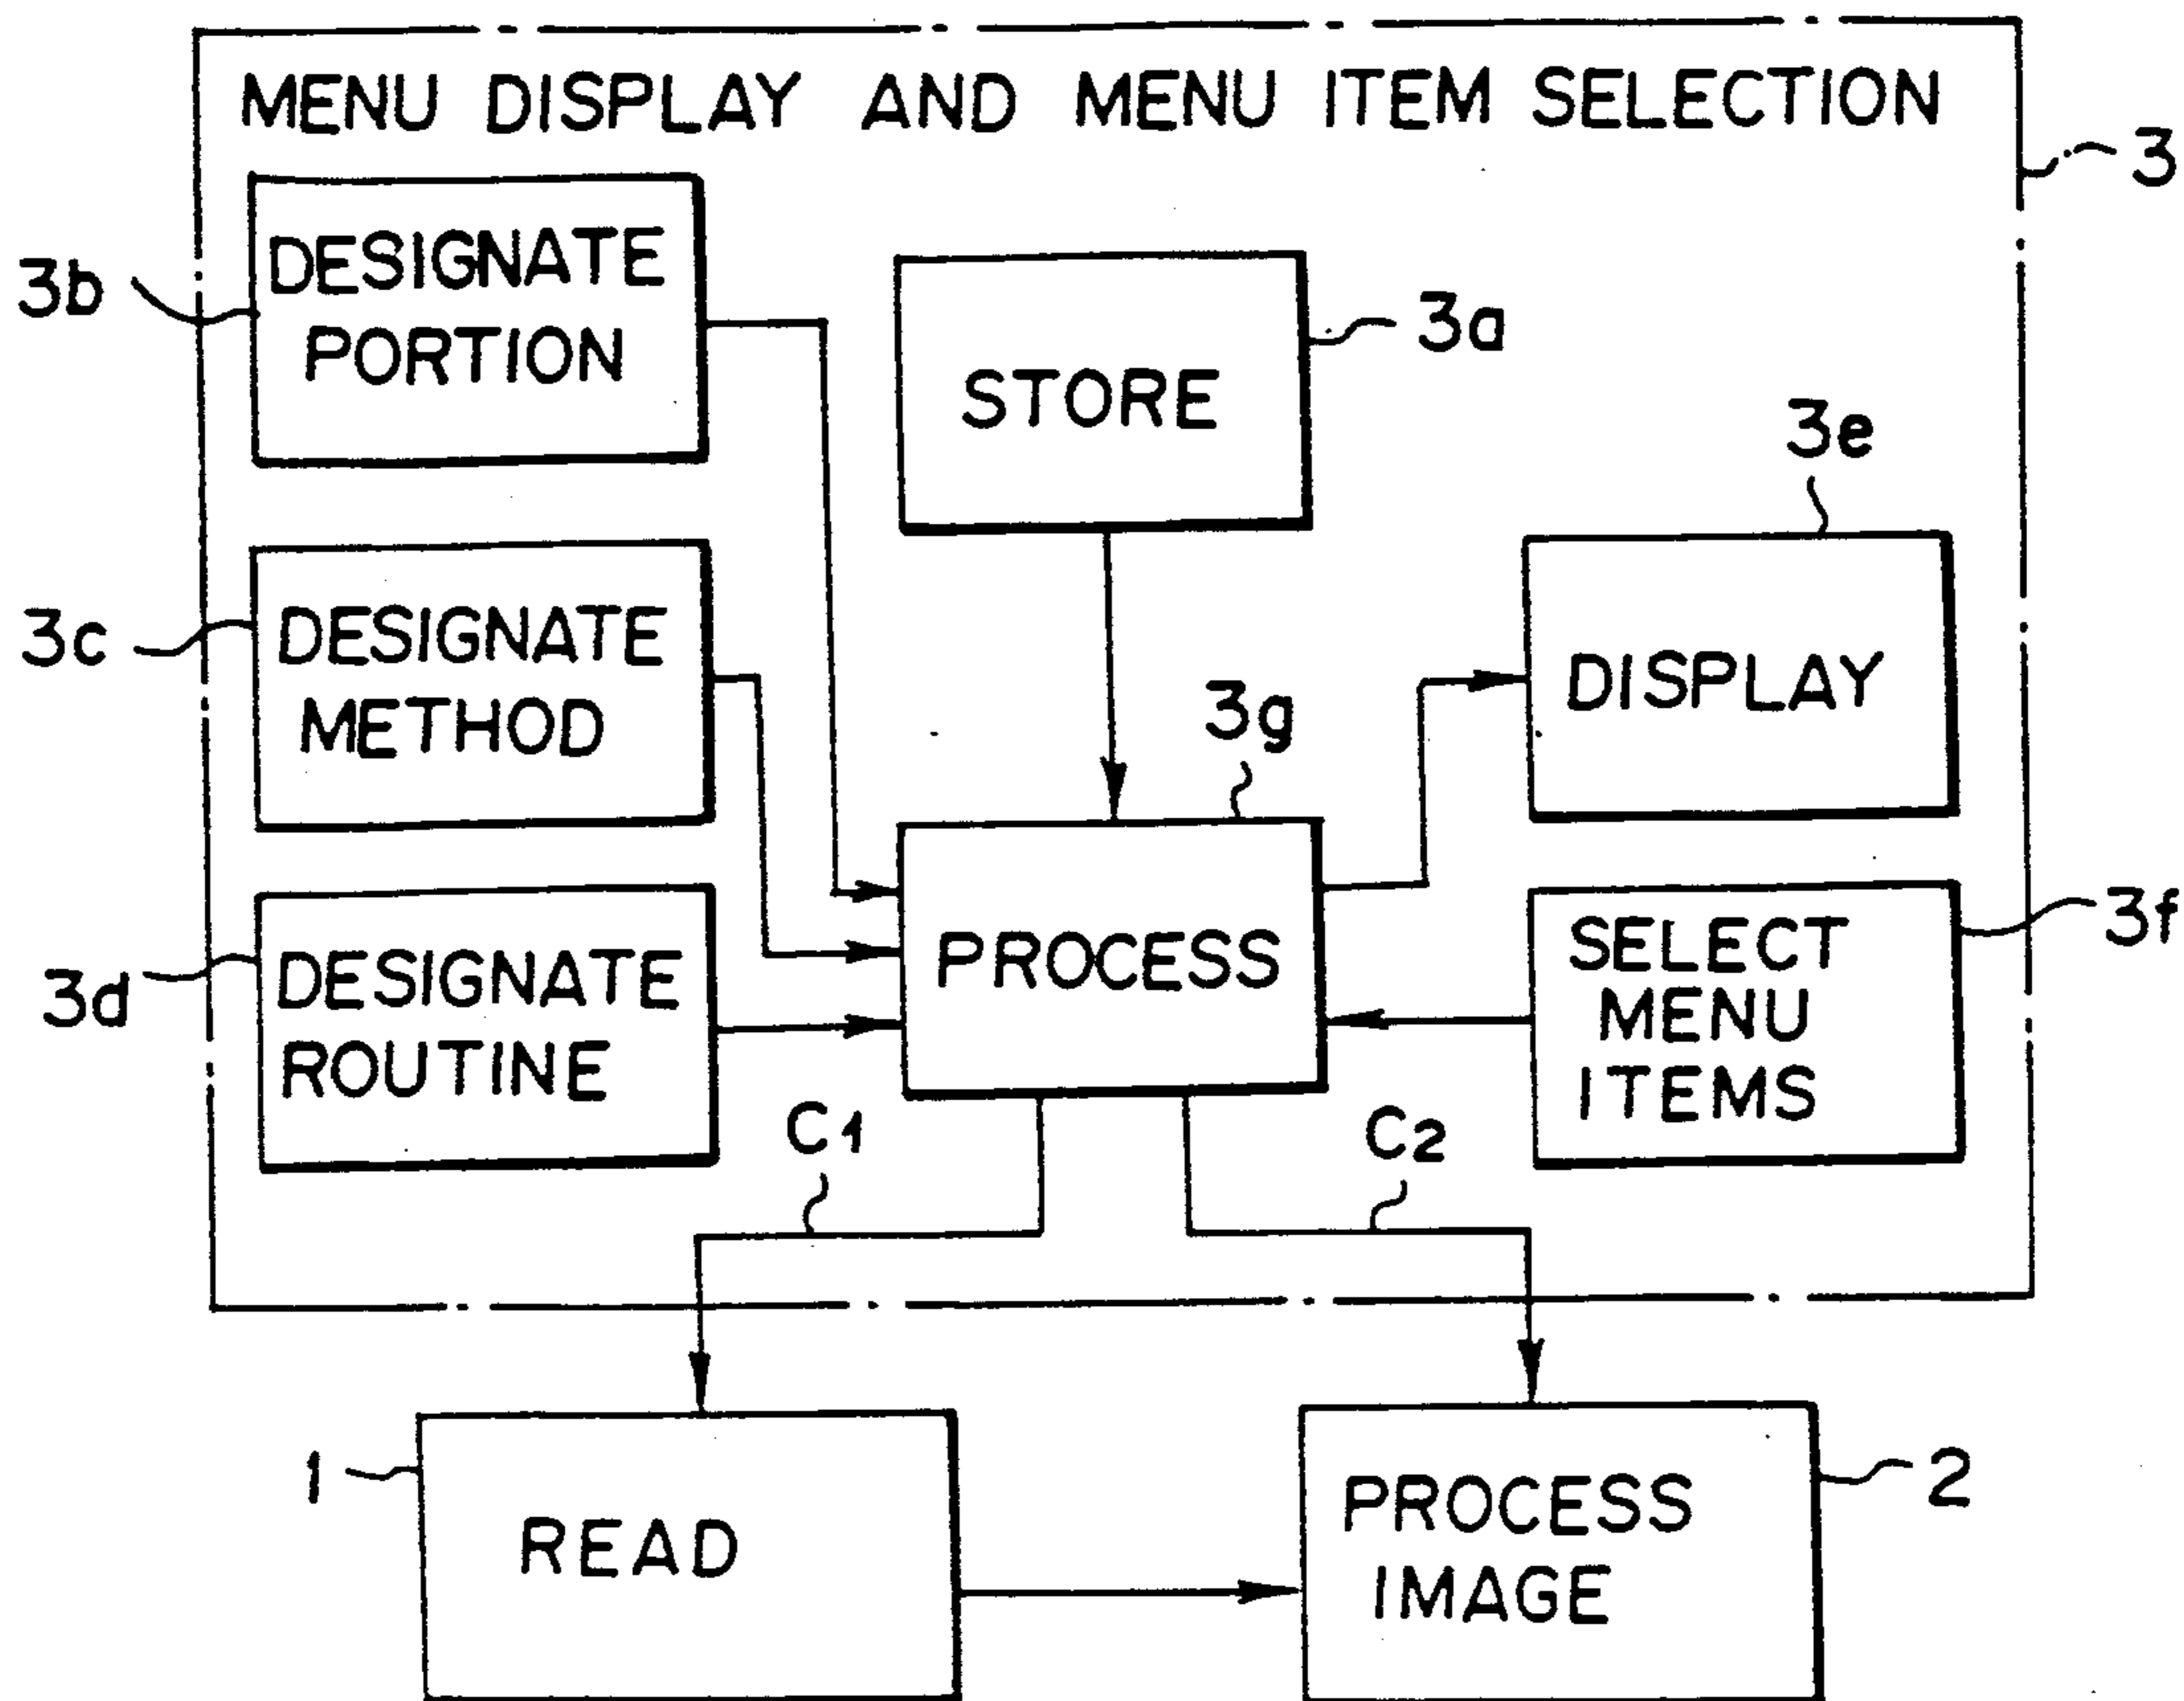 MENU DISPLAY AND MENU ITEM SELECTION
3
DESIGNATE
PORTION
3b
STORE
3a
3e
DESIGNATE
METHOD
3c
DISPLAY
3g
DESIGNATE
ROUTINE
3d
PROCESS
SELECT
MENU
ITEMS
3f
C1
C2
1
READ
PROCESS
IMAGE
2